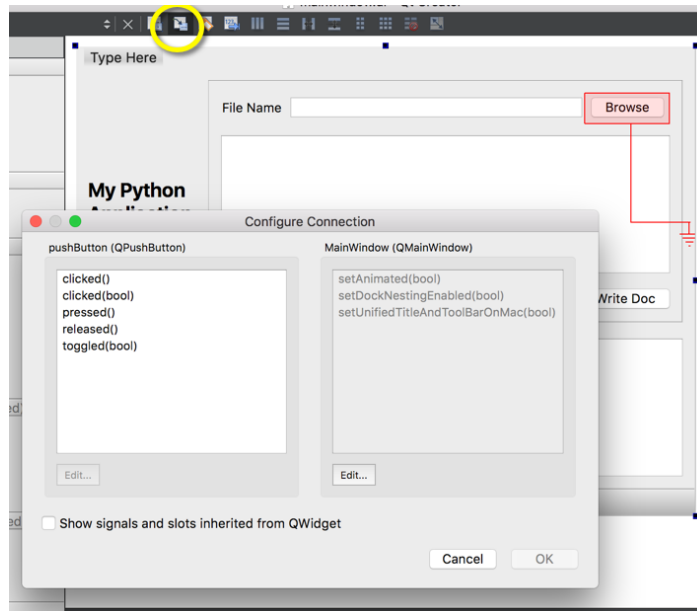 Type Here
File Name
Browse
My Python
Configure Connection
pushButton (QPushButton)
MainWindow (QMainWindow)
clicked()
clicked(bool)
pressed()
released()
toggled(bool)
setAnimated(bool)
setDockNestingEnabled(bool)
setUnifiedTitleAndToolBarOnMac(bool)
Write Doc
Edit...
Edit...
Show signals and slots inherited from QWidget
Cancel
OK